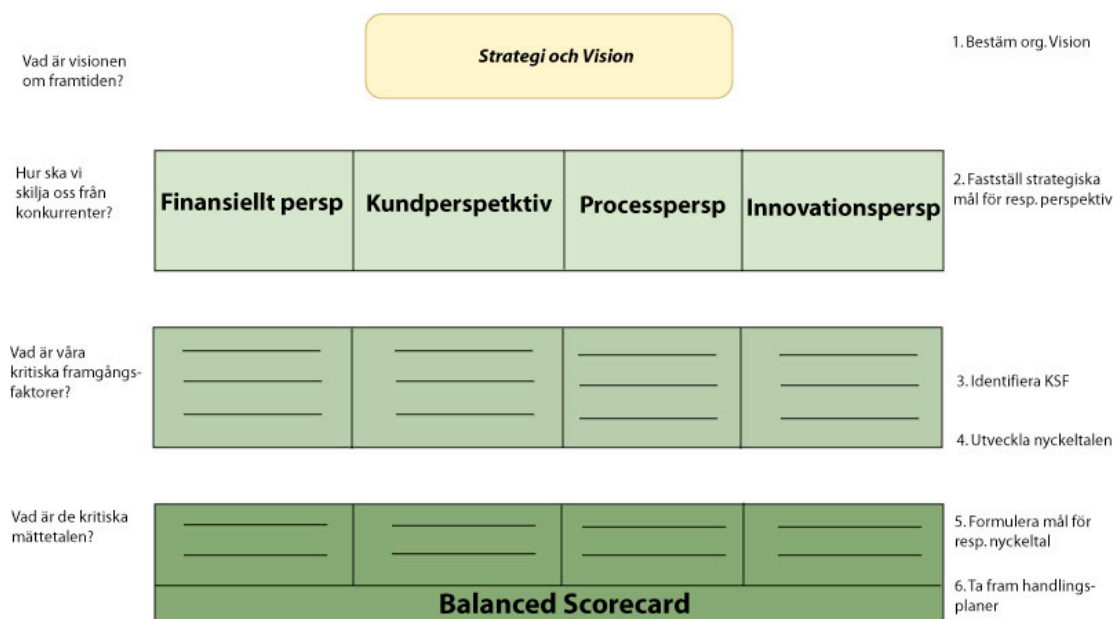 Vad är visionen
om framtiden?
Strategi och Vision
1. Bestäm org. Vision
Hur ska vi
skilja oss från
konkurrenter?
Finansiellt persp
Kundperspetktiv
Processpersp
Innovationspersp
2. Fastställ strategiska
mål för resp. perspektiv
Vad är våra
kritiska framgångs-
faktorer?
3. Identifiera KSF
4. Utveckla nyckeltalen
Vad är de kritiska
mättetalen?
5. Formulera mål för
resp. nyckeltal
6. Ta fram handlings-
planer
Balanced Scorecard